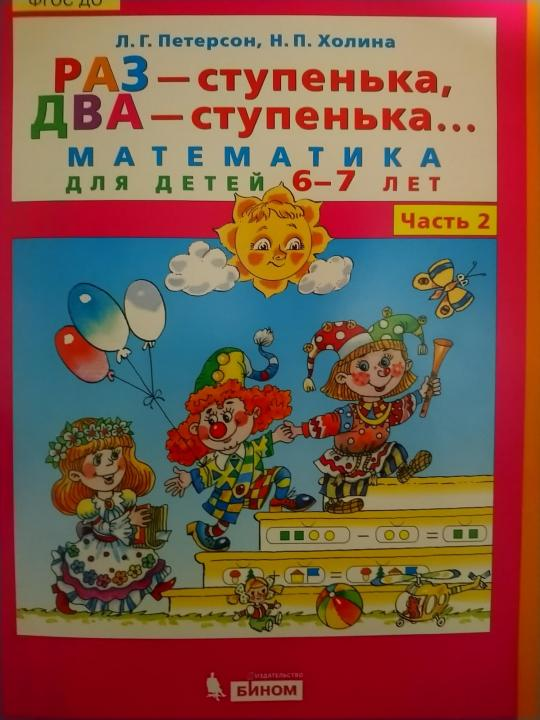 ФГОС ДО
Л. Г. Петерсон, Н. П. Холина
РАЗ — ступенька,
ДВА — ступенька...
МАТЕМАТИКА
ДЛЯ ДЕТЕЙ 6–7 ЛЕТ
Часть 2
ИЗДАТЕЛЬСТВО
БИНОМ